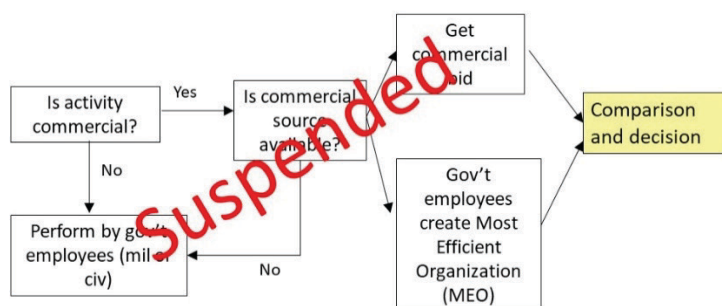 Is activity
commercial?
Yes
Is commercial
source
available?
Get
commercial
bid
Comparison
and decision
No
Perform by gov't
employees (mil or
civ)
No
Gov't
employees
create Most
Efficient
Organization
(MEO)
Suspended